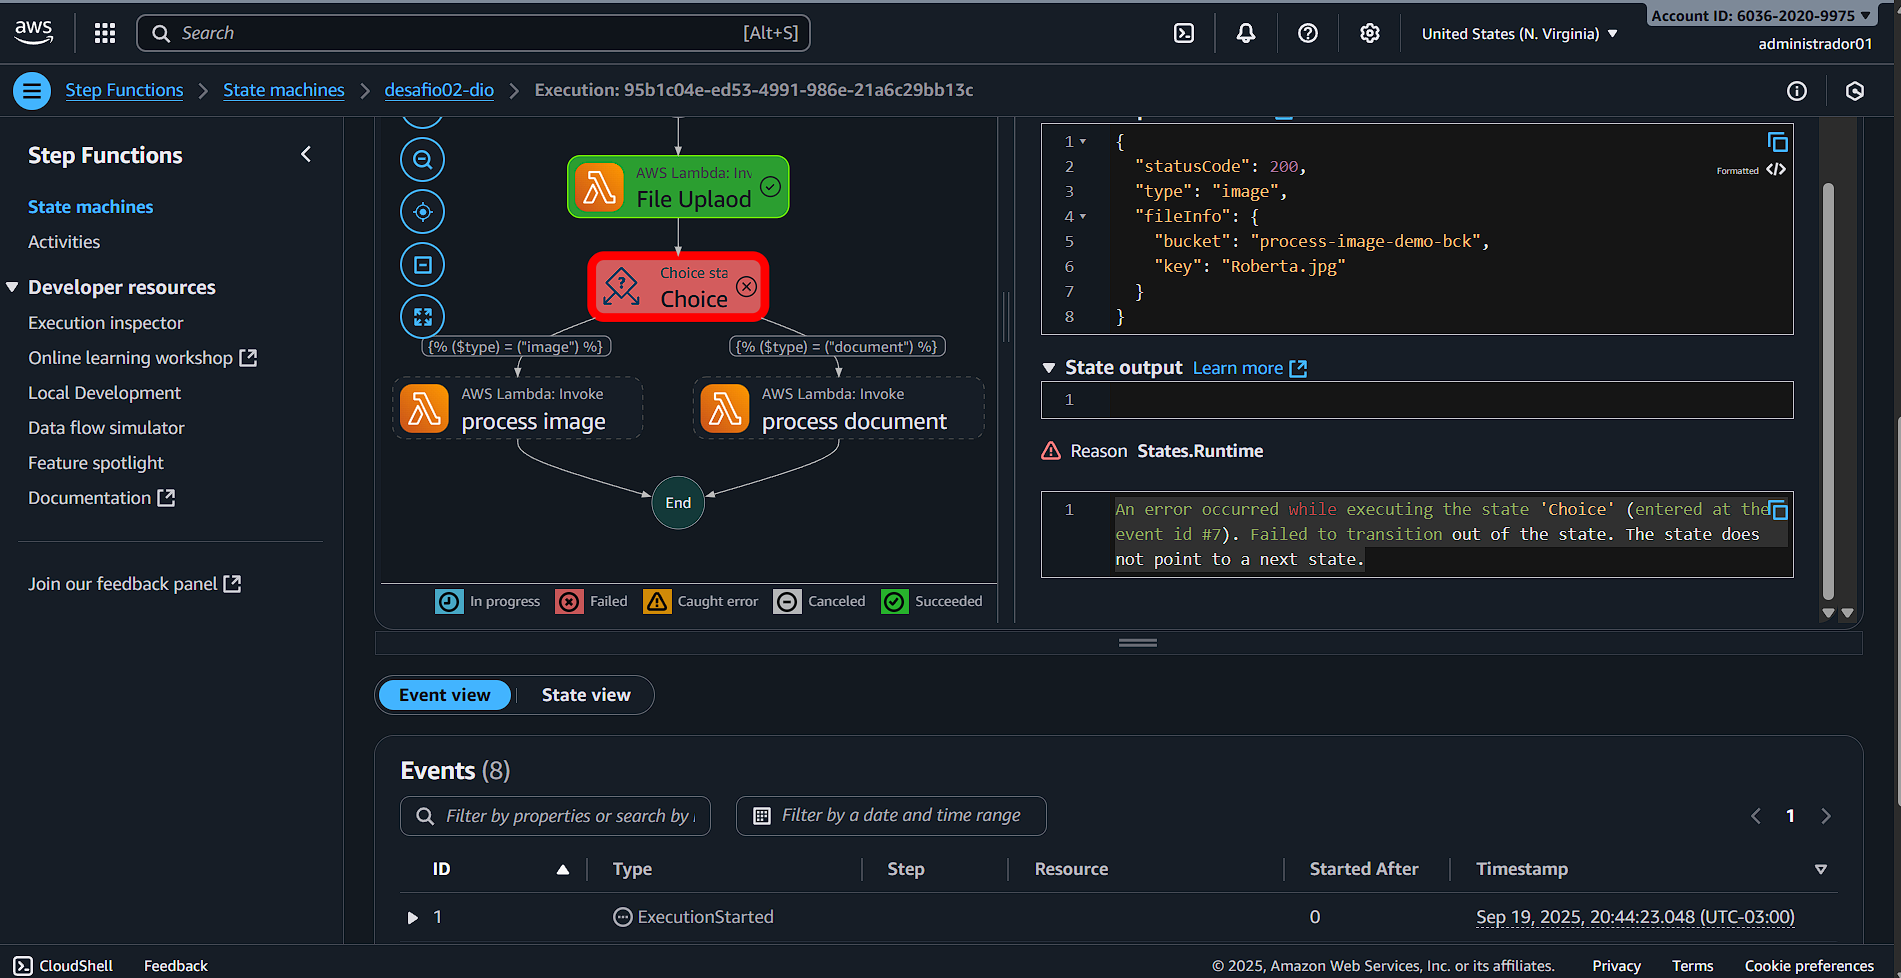 aws
Search [Alt+S]
United States (N. Virginia)
Account ID: 6036-2020-9975
administrador01
Step Functions
State machines
desafio02-dio
Execution: 95b1c04e-ed53-4991-986e-21a6c29bb13c
Step Functions
State machines
Activities
Developer resources
Execution inspector
Online learning workshop
Local Development
Data flow simulator
Feature spotlight
Documentation
Join our feedback panel
AWS Lambda: Inv
File Uplaod
Choice sta
Choice
{% ($type) = ("image") %}
{% ($type) = ("document") %}
AWS Lambda: Invoke
process image
AWS Lambda: Invoke
process document
End
In progress
Failed
Caught error
Canceled
Succeeded
1 {
2 "statusCode": 200,
3 "type": "image",
4 "fileInfo": {
5 "bucket": "process-image-demo-bck",
6 "key": "Roberta.jpg"
7 }
8 }
Formatted </>
State output Learn more
1
Reason States.Runtime
1 An error occurred while executing the state 'Choice' (entered at the
event id #7). Failed to transition out of the state. The state does
not point to a next state.
Event view
State view
Events (8)
Filter by properties or search by
Filter by a date and time range
1
ID Type Step Resource Started After Timestamp
1 ExecutionStarted 0 Sep 19, 2025, 20:44:23.048 (UTC-03:00)
CloudShell Feedback © 2025, Amazon Web Services, Inc. or its affiliates. Privacy Terms Cookie preferences